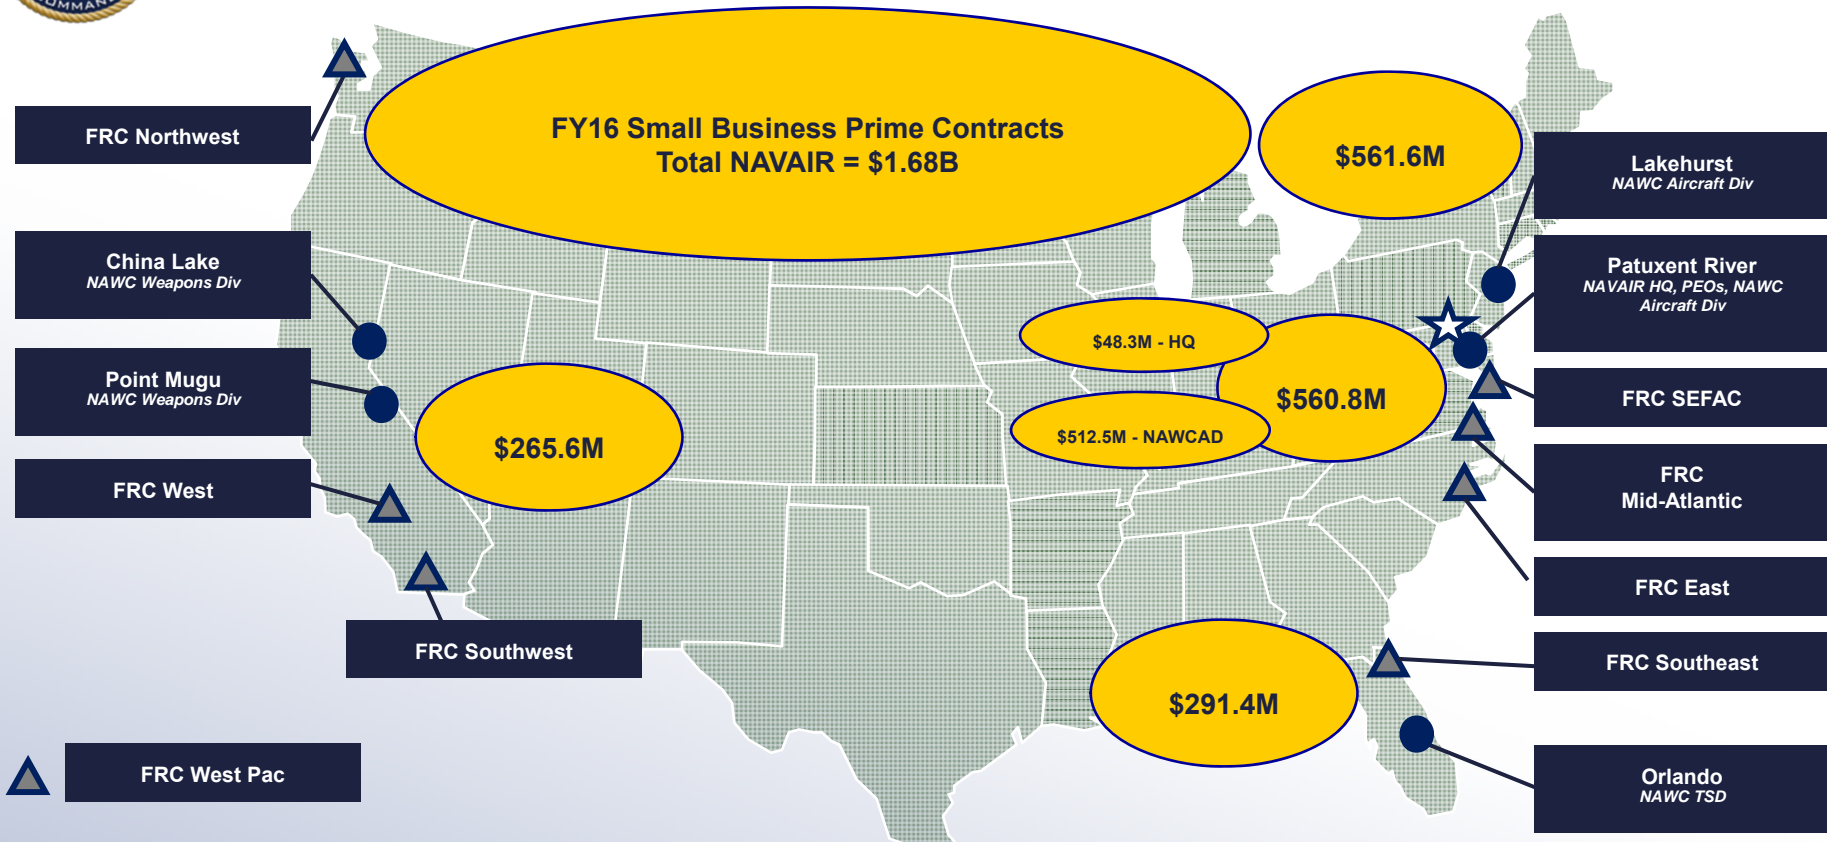 COMMAND
FY16 Small Business Prime Contracts
Total NAVAIR = $1.68B
$561.6M
FRC Northwest
Lakehurst
NAWC Aircraft Div
China Lake
NAWC Weapons Div
Patuxent River
NAVAIR HQ, PEOs, NAWC
Aircraft Div
$48.3M - HQ
Point Mugu
NAWC Weapons Div
$560.8M
FRC SEFAC
$265.6M
$512.5M - NAWCAD
FRC West
FRC
Mid-Atlantic
FRC East
FRC Southwest
FRC Southeast
$291.4M
FRC West Pac
Orlando
NAWC TSD